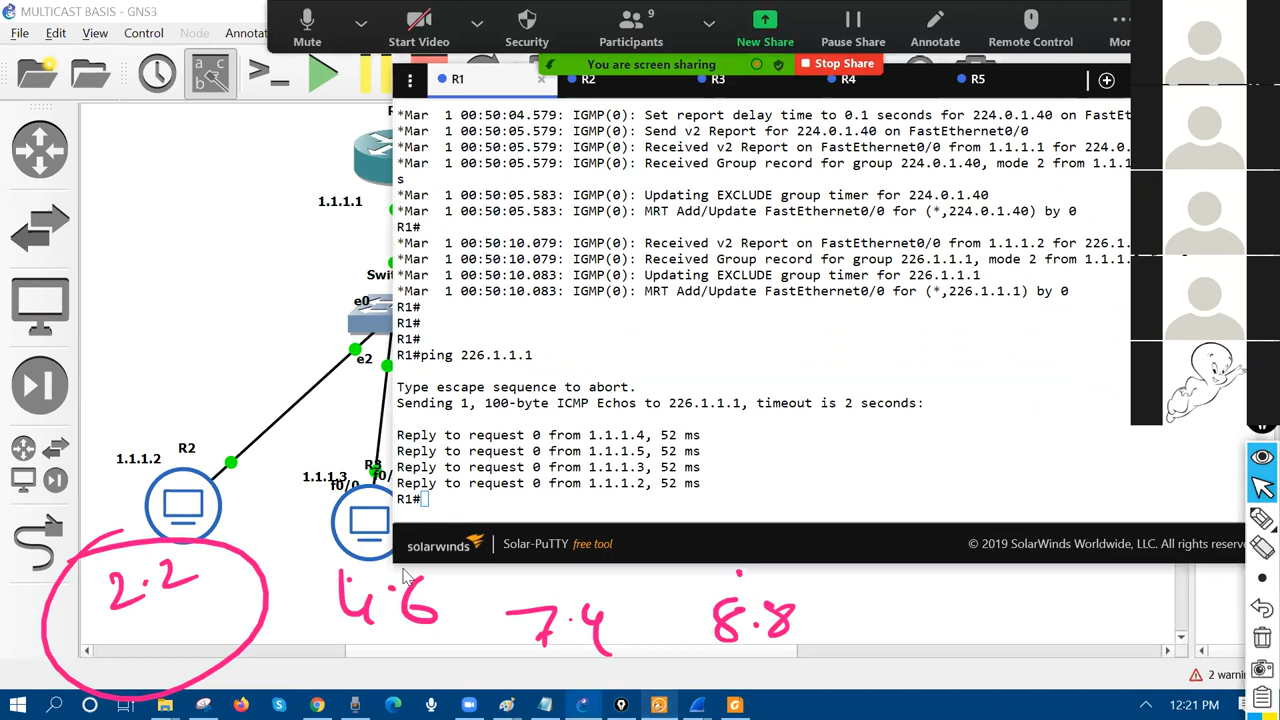 MULTICAST BASIS - GNS3
File Edit View Control Node Annotat
Mute Start Video Security Participants 9 New Share Pause Share Annotate Remote Control Mor
You are screen sharing Stop Share
R1 R2 R3 R4 R5
*Mar 1 00:50:04.579: IGMP(0): Set report delay time to 0.1 seconds for 224.0.1.40 on FastEt
*Mar 1 00:50:05.579: IGMP(0): Send v2 Report for 224.0.1.40 on FastEthernet0/0
*Mar 1 00:50:05.579: IGMP(0): Received v2 Report on FastEthernet0/0 from 1.1.1.1 for 224.0.
*Mar 1 00:50:05.579: IGMP(0): Received Group record for group 224.0.1.40, mode 2 from 1.1.1
s
*Mar 1 00:50:05.583: IGMP(0): Updating EXCLUDE group timer for 224.0.1.40
*Mar 1 00:50:05.583: IGMP(0): MRT Add/Update FastEthernet0/0 for (*,224.0.1.40) by 0
R1#
*Mar 1 00:50:10.079: IGMP(0): Received v2 Report on FastEthernet0/0 from 1.1.1.2 for 226.1.
*Mar 1 00:50:10.079: IGMP(0): Received Group record for group 226.1.1.1, mode 2 from 1.1.1.
*Mar 1 00:50:10.083: IGMP(0): Updating EXCLUDE group timer for 226.1.1.1
*Mar 1 00:50:10.083: IGMP(0): MRT Add/Update FastEthernet0/0 for (*,226.1.1.1) by 0
R1#
R1#
R1#
R1#ping 226.1.1.1
Type escape sequence to abort.
Sending 1, 100-byte ICMP Echos to 226.1.1.1, timeout is 2 seconds:
Reply to request 0 from 1.1.1.4, 52 ms
Reply to request 0 from 1.1.1.5, 52 ms
Reply to request 0 from 1.1.1.3, 52 ms
Reply to request 0 from 1.1.1.2, 52 ms
R1#
solarwinds Solar-PuTTY free tool © 2019 SolarWinds Worldwide, LLC. All rights reserved.
1.1.1.1
Swit
e0
e2
R2
1.1.1.2
R3
1.1.1.3
f0/0
f0/
2.2 4.6 7.4 8.8
2 warn
12:21 PM